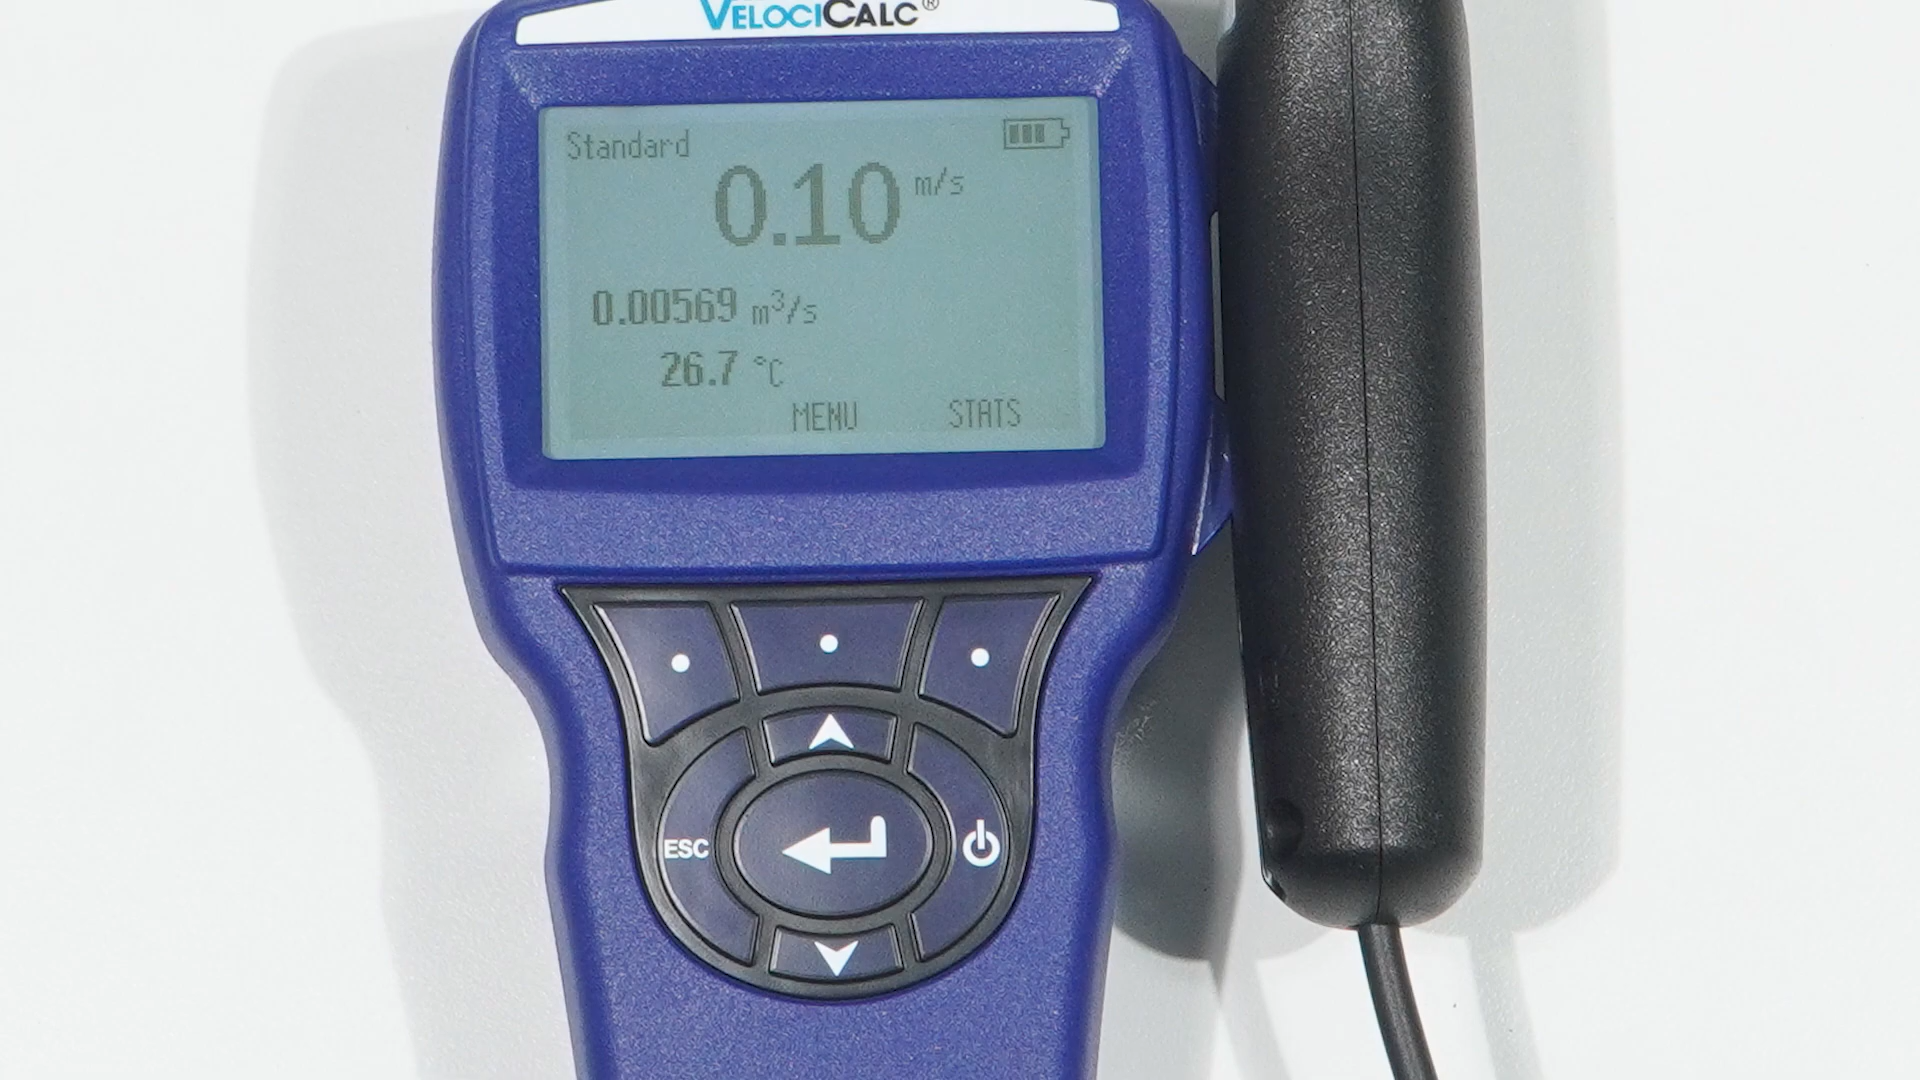 VELOCICALC®
Standard
0.10 m/s
0.00569 m³/s
26.7 °C
MENU STATS
ESC